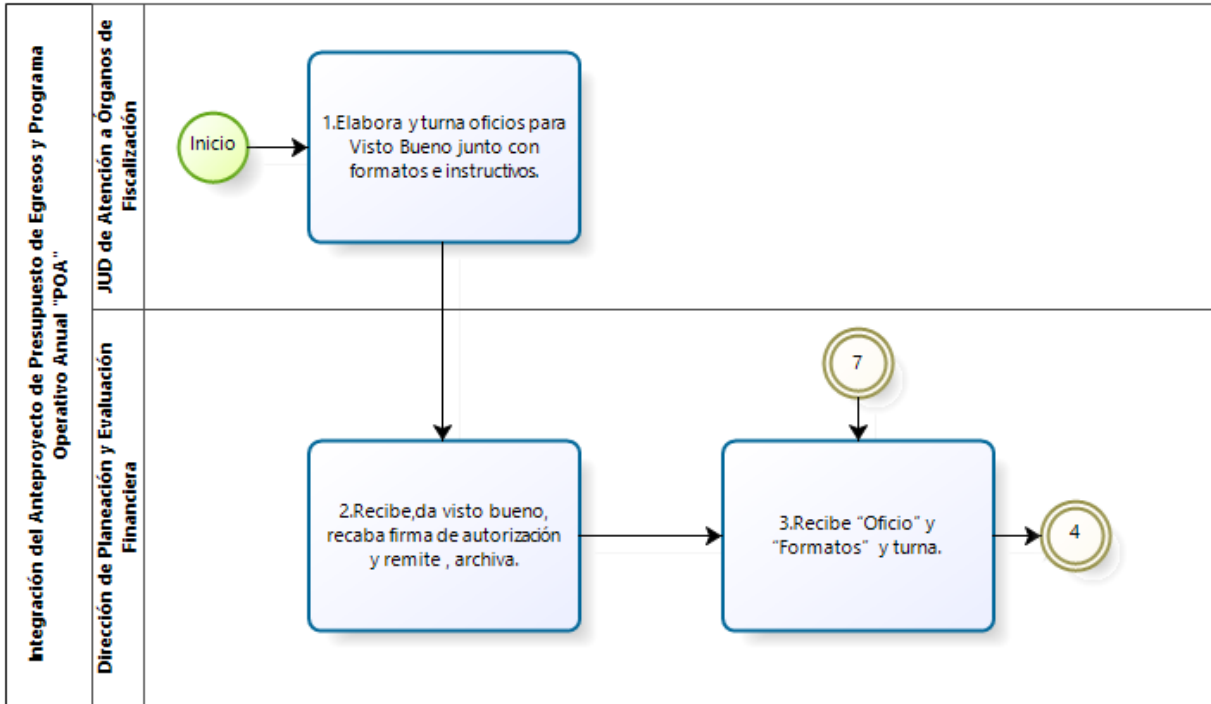 Integración del Anteproyecto de Presupuesto de Egresos y Programa
Operativo Anual "POA"
JUD de Atención a Órganos de
Fiscalización
Inicio
1.Elabora y turna oficios para
Visto Bueno junto con
formatos e instructivos.
Dirección de Planeación y Evaluación
Financiera
2.Recibe,da visto bueno,
recaba firma de autorización
y remite , archiva.
7
3.Recibe “Oficio” y
“Formatos” y turna.
4